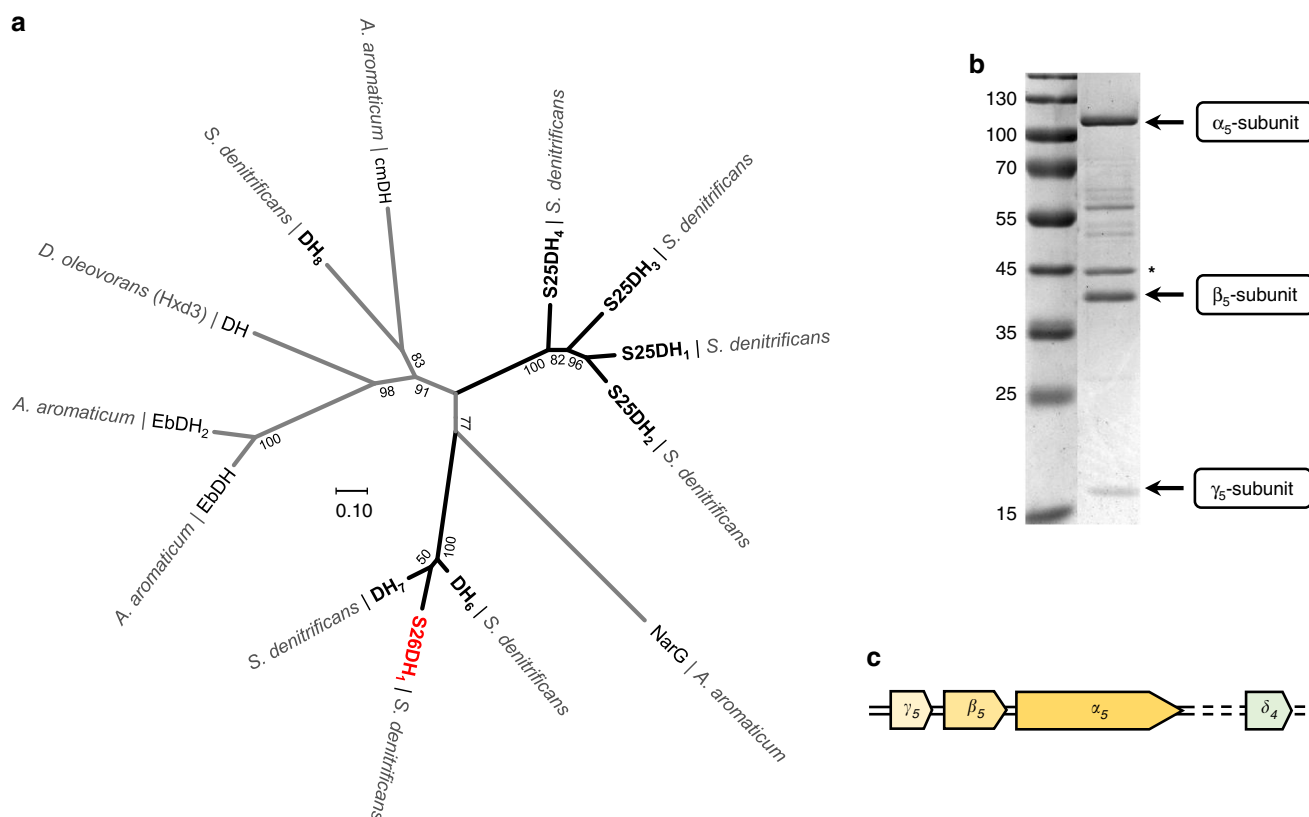 a
A. aromaticum | cmDH
S. denitrificans | DH8
D. oleovorans (Hxd3) | DH
A. aromaticum | EbDH2
A. aromaticum | EbDH
S25DH4 | S. denitrificans
S25DH3 | S. denitrificans
S25DH1 | S. denitrificans
S25DH2 | S. denitrificans
83
91
98
100
100
82
96
77
0.10
50
100
S. denitrificans | DH7
S26DH1 | S. denitrificans
DH6 | S. denitrificans
NarG | A. aromaticum
b
130
100
70
55
45
35
25
15
*
α5-subunit
β5-subunit
γ5-subunit
c
γ5
β5
α5
δ4